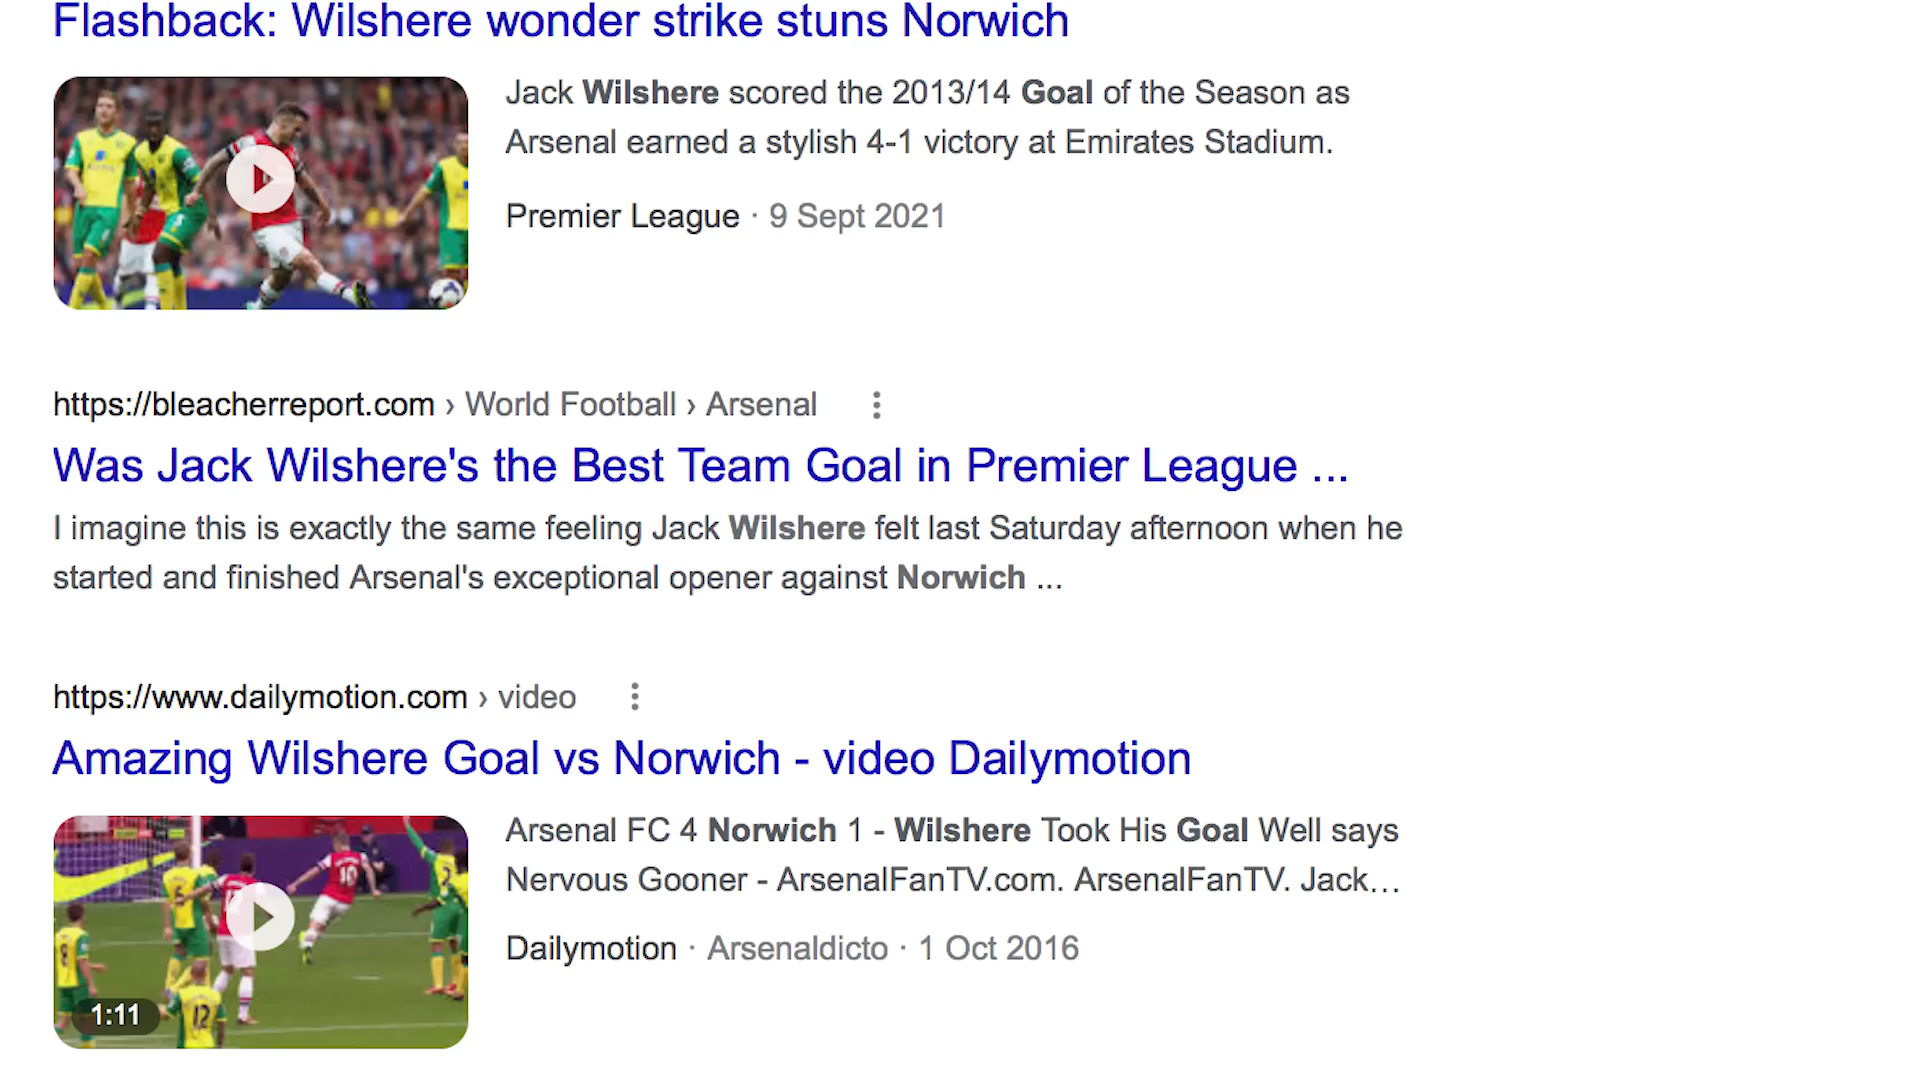 Flashback: Wilshere wonder strike stuns Norwich
Jack Wilshere scored the 2013/14 Goal of the Season as
Arsenal earned a stylish 4-1 victory at Emirates Stadium.
Premier League · 9 Sept 2021
https://bleacherreport.com › World Football › Arsenal
Was Jack Wilshere's the Best Team Goal in Premier League ...
I imagine this is exactly the same feeling Jack Wilshere felt last Saturday afternoon when he
started and finished Arsenal's exceptional opener against Norwich ...
https://www.dailymotion.com › video
Amazing Wilshere Goal vs Norwich - video Dailymotion
Arsenal FC 4 Norwich 1 - Wilshere Took His Goal Well says
Nervous Gooner - ArsenalFanTV.com. ArsenalFanTV. Jack...
Dailymotion · Arsenaldicto · 1 Oct 2016
10
8
12
1:11